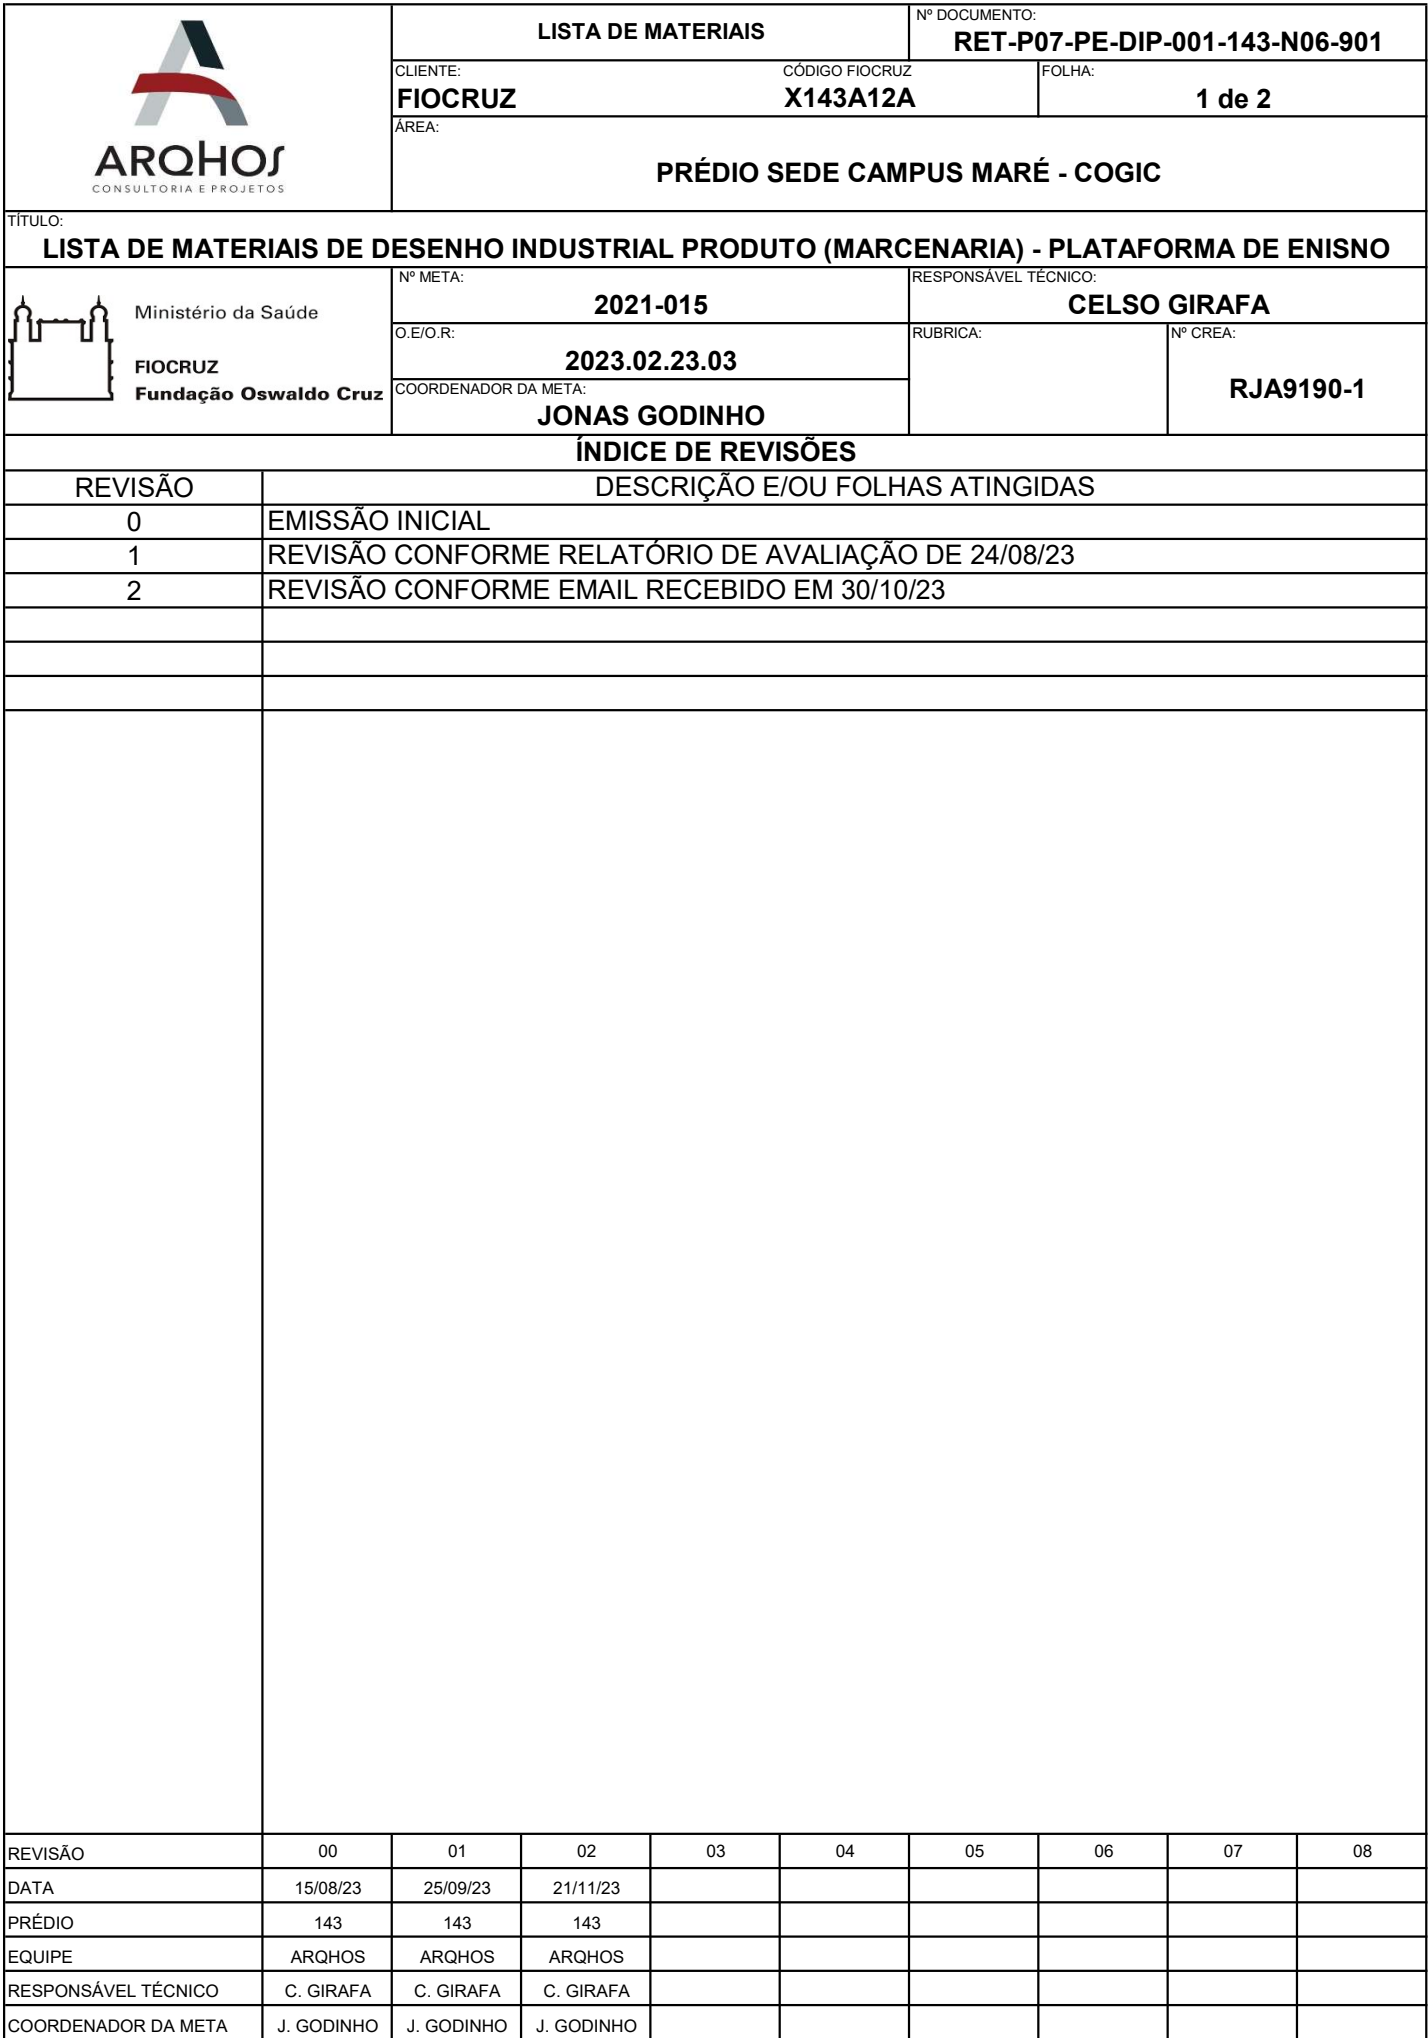 ARQHOS
CONSULTORIA E PROJETOS
LISTA DE MATERIAIS
Nº DOCUMENTO:
RET-P07-PE-DIP-001-143-N06-901
CLIENTE:
FIOCRUZ
CÓDIGO FIOCRUZ
X143A12A
FOLHA:
1 de 2
ÁREA:
PRÉDIO SEDE CAMPUS MARÉ - COGIC
TÍTULO:
LISTA DE MATERIAIS DE DESENHO INDUSTRIAL PRODUTO (MARCENARIA) - PLATAFORMA DE ENISNO
Ministério da Saúde
FIOCRUZ
Fundação Oswaldo Cruz
Nº META:
2021-015
RESPONSÁVEL TÉCNICO:
CELSO GIRAFA
O.E/O.R:
2023.02.23.03
RUBRICA:
Nº CREA:
RJA9190-1
COORDENADOR DA META:
JONAS GODINHO
ÍNDICE DE REVISÕES
REVISÃO DESCRIÇÃO E/OU FOLHAS ATINGIDAS
0 EMISSÃO INICIAL
1 REVISÃO CONFORME RELATÓRIO DE AVALIAÇÃO DE 24/08/23
2 REVISÃO CONFORME EMAIL RECEBIDO EM 30/10/23
REVISÃO 00 01 02 03 04 05 06 07 08
DATA 15/08/23 25/09/23 21/11/23
PRÉDIO 143 143 143
EQUIPE ARQHOS ARQHOS ARQHOS
RESPONSÁVEL TÉCNICO C. GIRAFA C. GIRAFA C. GIRAFA
COORDENADOR DA META J. GODINHO J. GODINHO J. GODINHO